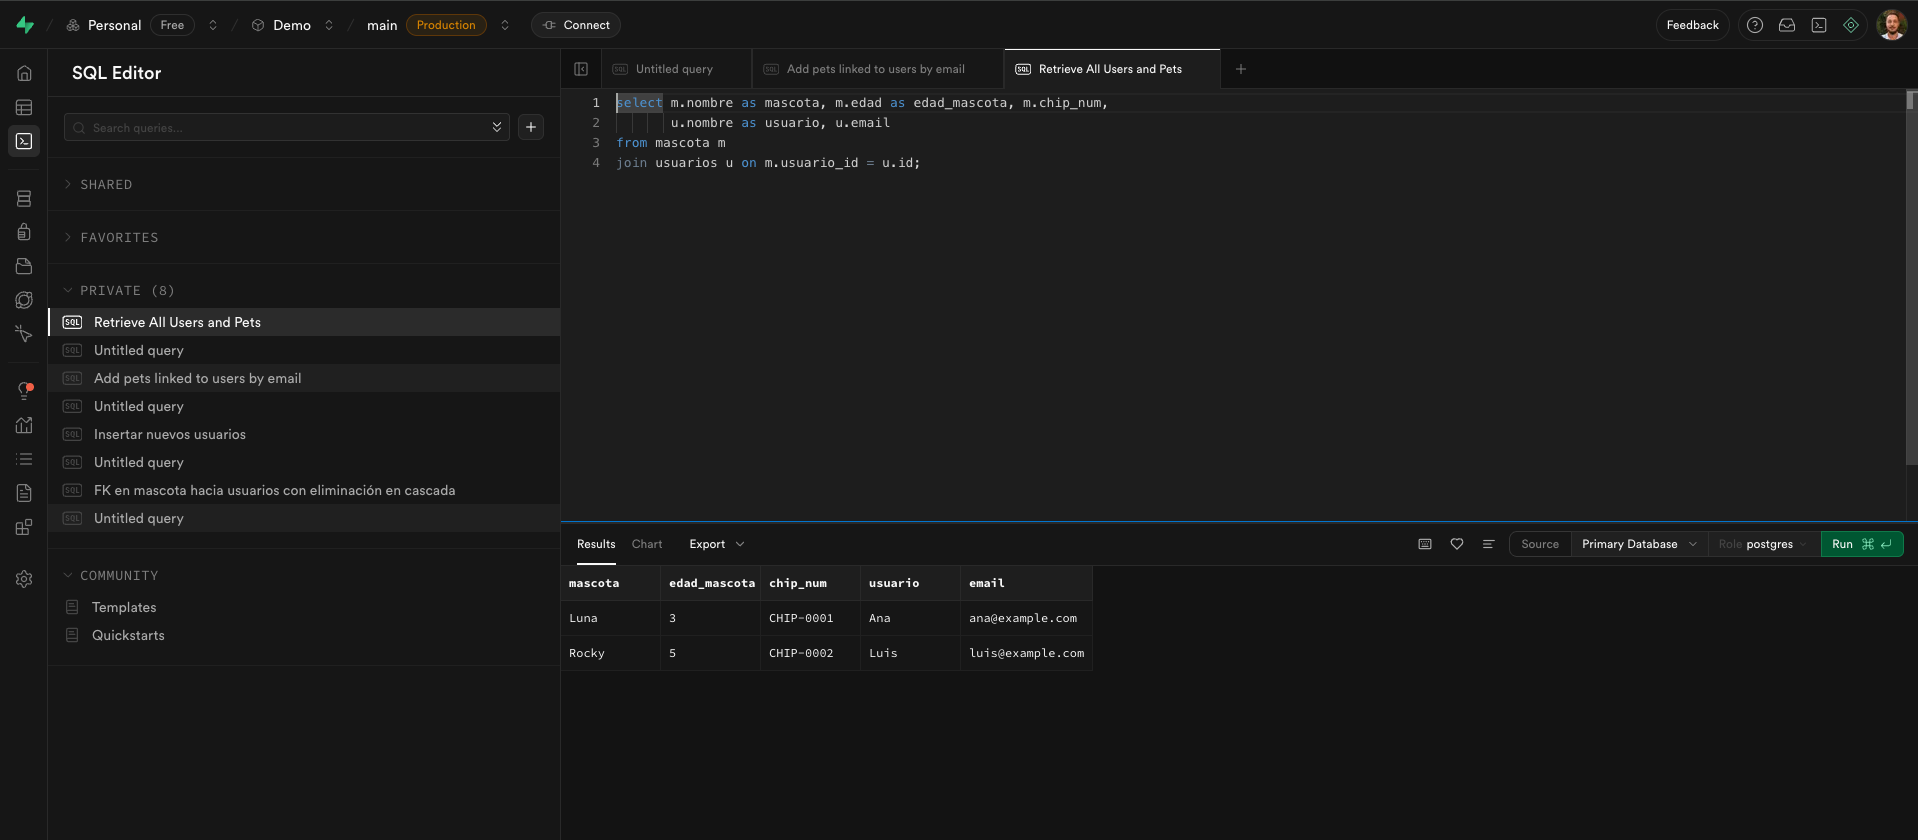 Personal Free / Demo / main Production Connect Feedback
SQL Editor
Search queries...
SHARED
FAVORITES
PRIVATE (8)
SQL Retrieve All Users and Pets
SQL Untitled query
SQL Add pets linked to users by email
SQL Untitled query
SQL Insertar nuevos usuarios
SQL Untitled query
SQL FK en mascota hacia usuarios con eliminación en cascada
SQL Untitled query
COMMUNITY
Templates
Quickstarts
SQL Untitled query SQL Add pets linked to users by email SQL Retrieve All Users and Pets
1 select m.nombre as mascota, m.edad as edad_mascota, m.chip_num,
2 u.nombre as usuario, u.email
3 from mascota m
4 join usuarios u on m.usuario_id = u.id;
Results Chart Export Source Primary Database Role postgres Run ⌘ ↵
mascota edad_mascota chip_num usuario email
Luna 3 CHIP-0001 Ana ana@example.com
Rocky 5 CHIP-0002 Luis luis@example.com